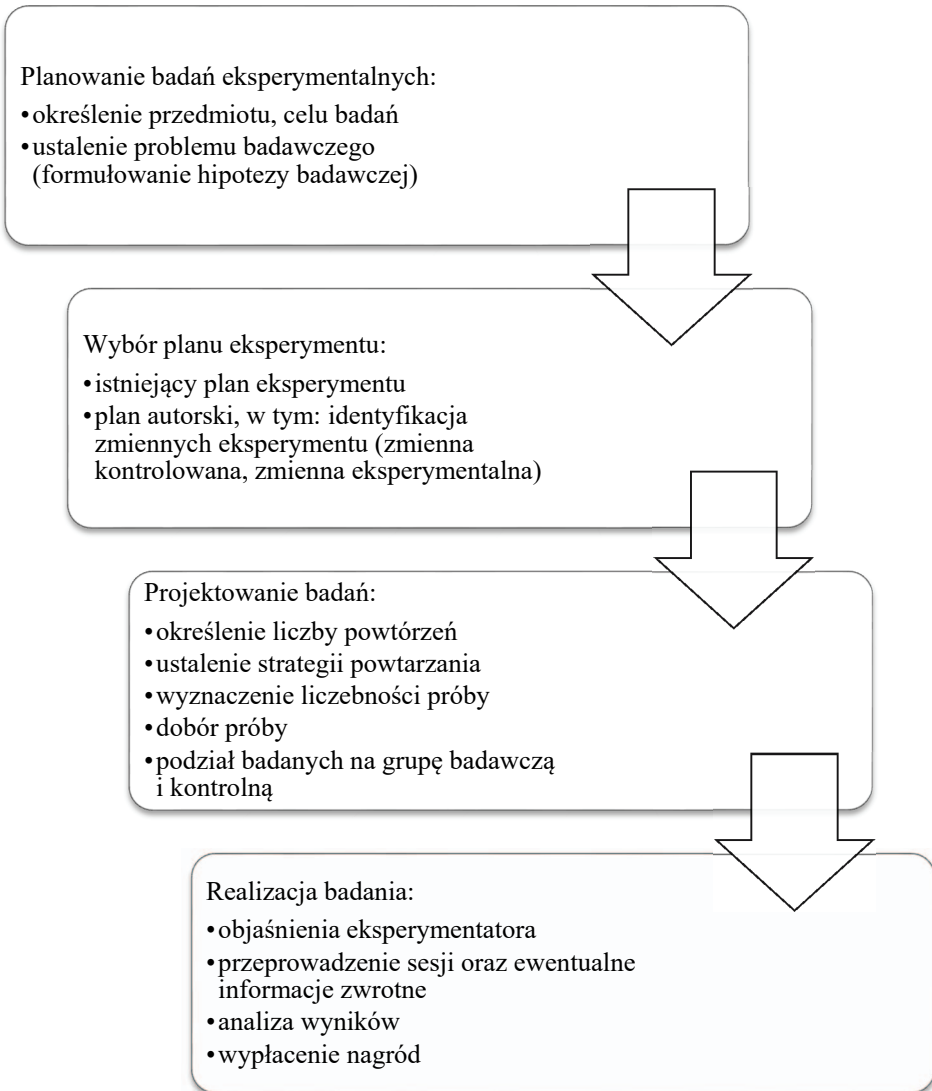 Planowanie badań eksperymentalnych:
•określenie przedmiotu, celu badań
•ustalenie problemu badawczego
(formułowanie hipotezy badawczej)
Wybór planu eksperymentu:
•istniejący plan eksperymentu
•plan autorski, w tym: identyfikacja
zmiennych eksperymentu (zmienna
kontrolowana, zmienna eksperymentalna)
Projektowanie badań:
•określenie liczby powtórzeń
•ustalenie strategii powtarzania
•wyznaczenie liczebności próby
•dobór próby
•podział badanych na grupę badawczą
i kontrolną
Realizacja badania:
•objaśnienia eksperymentatora
•przeprowadzenie sesji oraz ewentualne
informacje zwrotne
•analiza wyników
•wypłacenie nagród